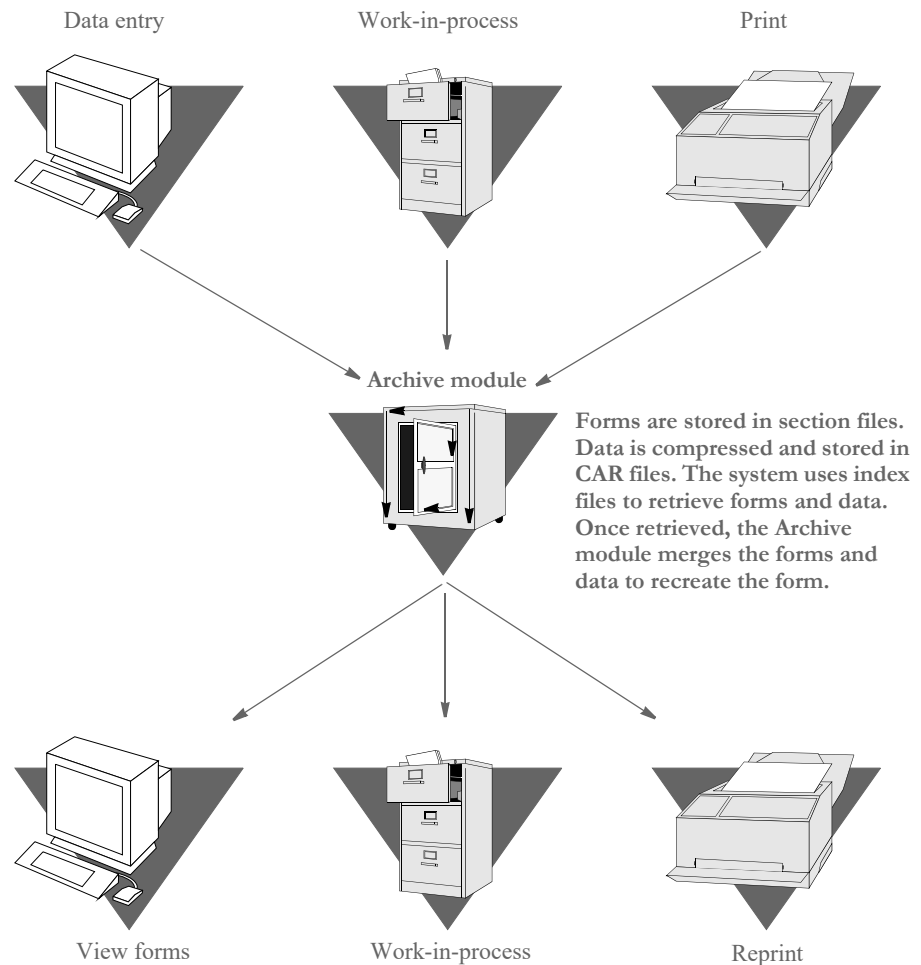 Data entry
Work-in-process
Print
Archive module
Forms are stored in section files.
Data is compressed and stored in
CAR files. The system uses index
files to retrieve forms and data.
Once retrieved, the Archive
module merges the forms and
data to recreate the form.
View forms
Work-in-process
Reprint